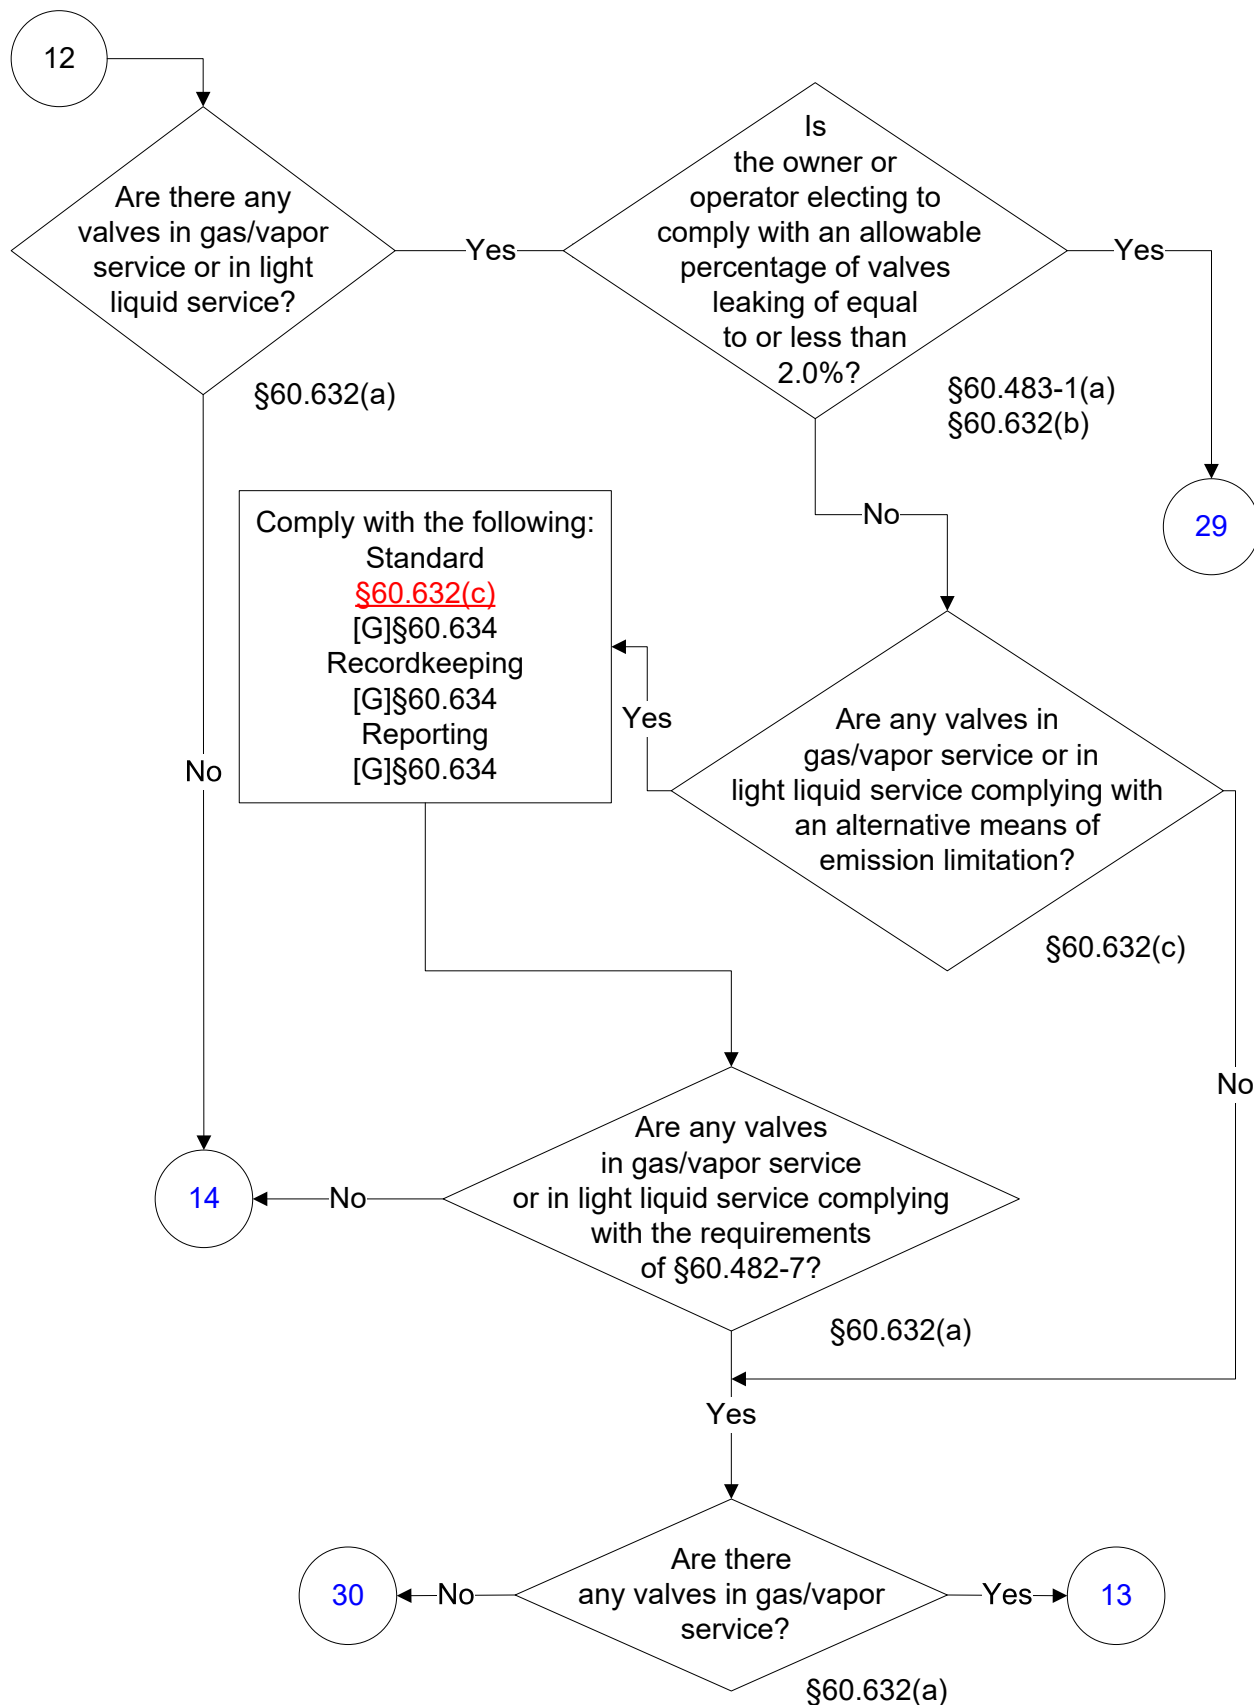 12
Are there any
valves in gas/vapor
service or in light
liquid service?
§60.632(a)
Yes
Is
the owner or
operator electing to
comply with an allowable
percentage of valves
leaking of equal
to or less than
2.0%?
§60.483-1(a)
§60.632(b)
Yes
29
No
Comply with the following:
Standard
§60.632(c)
[G]§60.634
Recordkeeping
[G]§60.634
Reporting
[G]§60.634
Yes
Are any valves in
gas/vapor service or in
light liquid service complying with
an alternative means of
emission limitation?
§60.632(c)
No
No
14
No
Are any valves
in gas/vapor service
or in light liquid service complying
with the requirements
of §60.482-7?
§60.632(a)
Yes
30
No
Are there
any valves in gas/vapor
service?
§60.632(a)
Yes
13